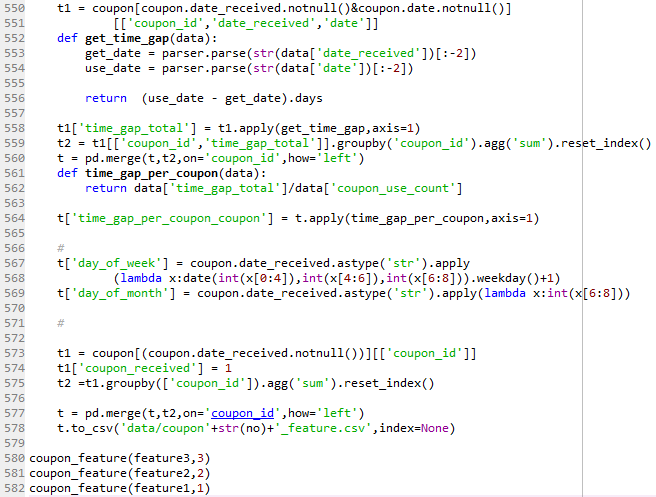 550     t1 = coupon[coupon.date_received.notnull()&coupon.date.notnull()]
551             [['coupon_id','date_received','date']]
552     def get_time_gap(data):
553         get_date = parser.parse(str(data['date_received'])[:-2])
554         use_date = parser.parse(str(data['date'])[:-2])
555
556         return  (use_date - get_date).days
557
558     t1['time_gap_total'] = t1.apply(get_time_gap,axis=1)
559     t2 = t1[['coupon_id','time_gap_total']].groupby('coupon_id').agg('sum').reset_index()
560     t = pd.merge(t,t2,on='coupon_id',how='left')
561     def time_gap_per_coupon(data):
562         return data['time_gap_total']/data['coupon_use_count']
563
564     t['time_gap_per_coupon_coupon'] = t.apply(time_gap_per_coupon,axis=1)
565
566     #
567     t['day_of_week'] = coupon.date_received.astype('str').apply
568             (lambda x:date(int(x[0:4]),int(x[4:6]),int(x[6:8])).weekday()+1)
569     t['day_of_month'] = coupon.date_received.astype('str').apply(lambda x:int(x[6:8]))
570
571     #
572
573     t1 = coupon[(coupon.date_received.notnull())][['coupon_id']]
574     t1['coupon_received'] = 1
575     t2 =t1.groupby(['coupon_id']).agg('sum').reset_index()
576
577     t = pd.merge(t,t2,on='coupon_id',how='left')
578     t.to_csv('data/coupon'+str(no)+'_feature.csv',index=None)
579
580 coupon_feature(feature3,3)
581 coupon_feature(feature2,2)
582 coupon_feature(feature1,1)